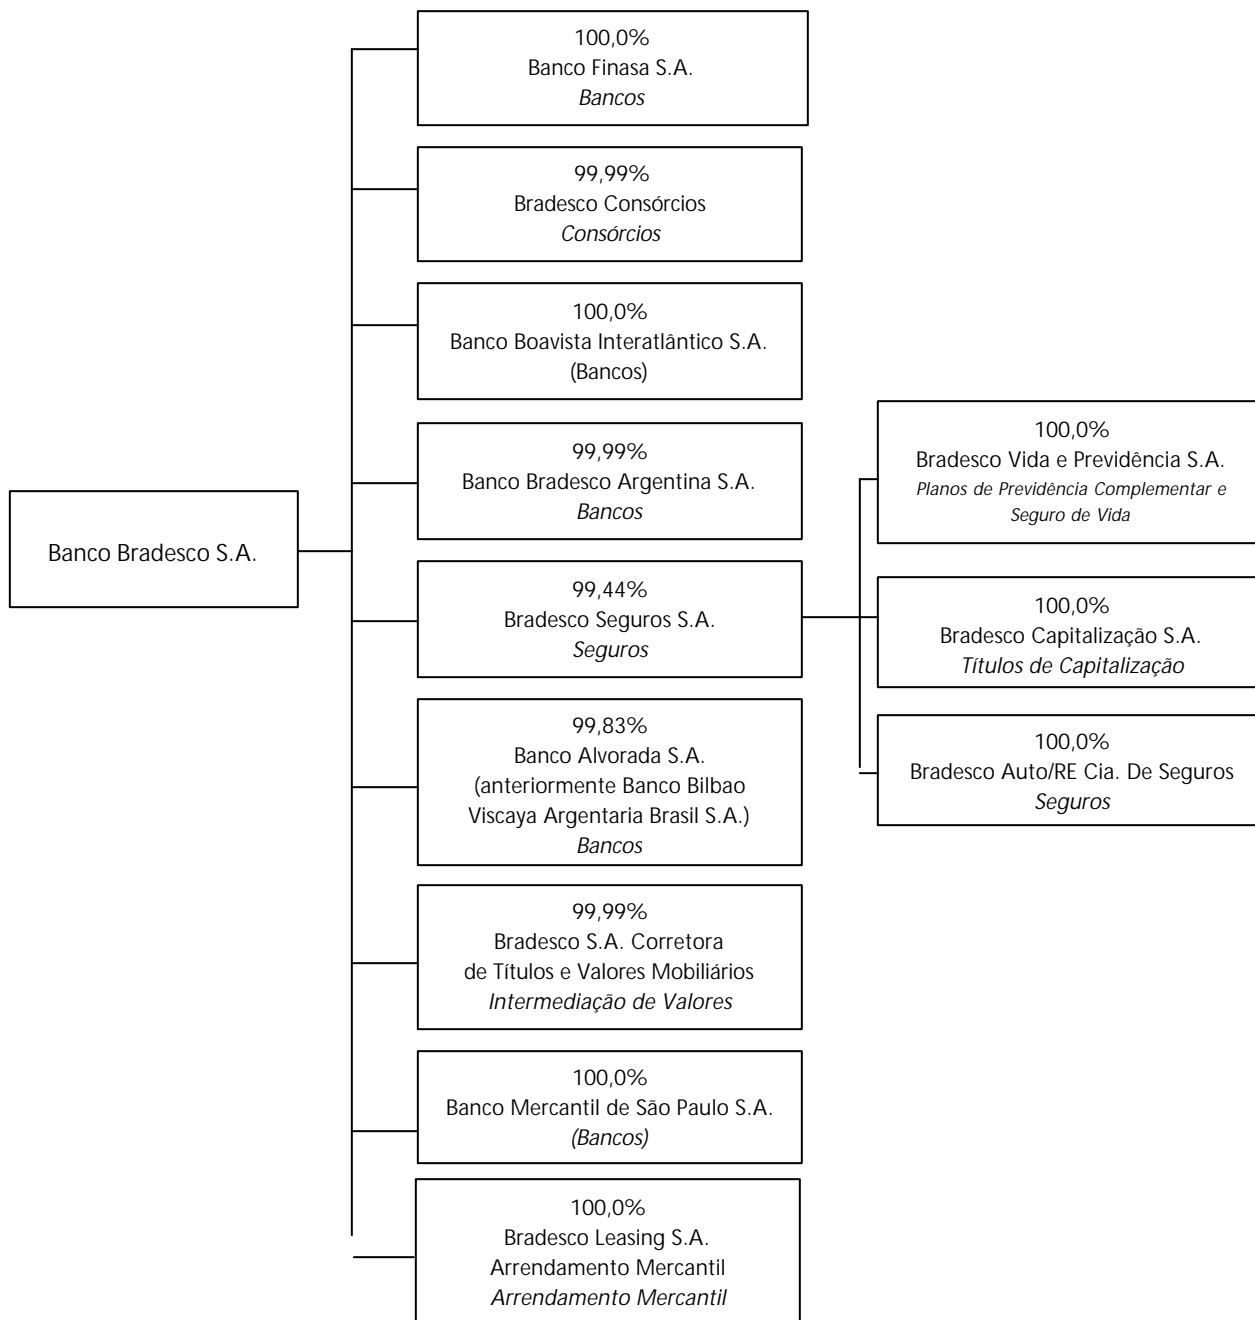 Banco Bradesco S.A.
100,0%
Banco Finasa S.A.
Bancos
99,99%
Bradesco Consórcios
Consórcios
100,0%
Banco Boavista Interatlântico S.A.
(Bancos)
99,99%
Banco Bradesco Argentina S.A.
Bancos
99,44%
Bradesco Seguros S.A.
Seguros
99,83%
Banco Alvorada S.A.
(anteriormente Banco Bilbao
Viscaya Argentaria Brasil S.A.)
Bancos
99,99%
Bradesco S.A. Corretora
de Títulos e Valores Mobiliários
Intermediação de Valores
100,0%
Banco Mercantil de São Paulo S.A.
(Bancos)
100,0%
Bradesco Leasing S.A.
Arrendamento Mercantil
Arrendamento Mercantil
100,0%
Bradesco Vida e Previdência S.A.
Planos de Previdência Complementar e
Seguro de Vida
100,0%
Bradesco Capitalização S.A.
Títulos de Capitalização
100,0%
Bradesco Auto/RE Cia. De Seguros
Seguros